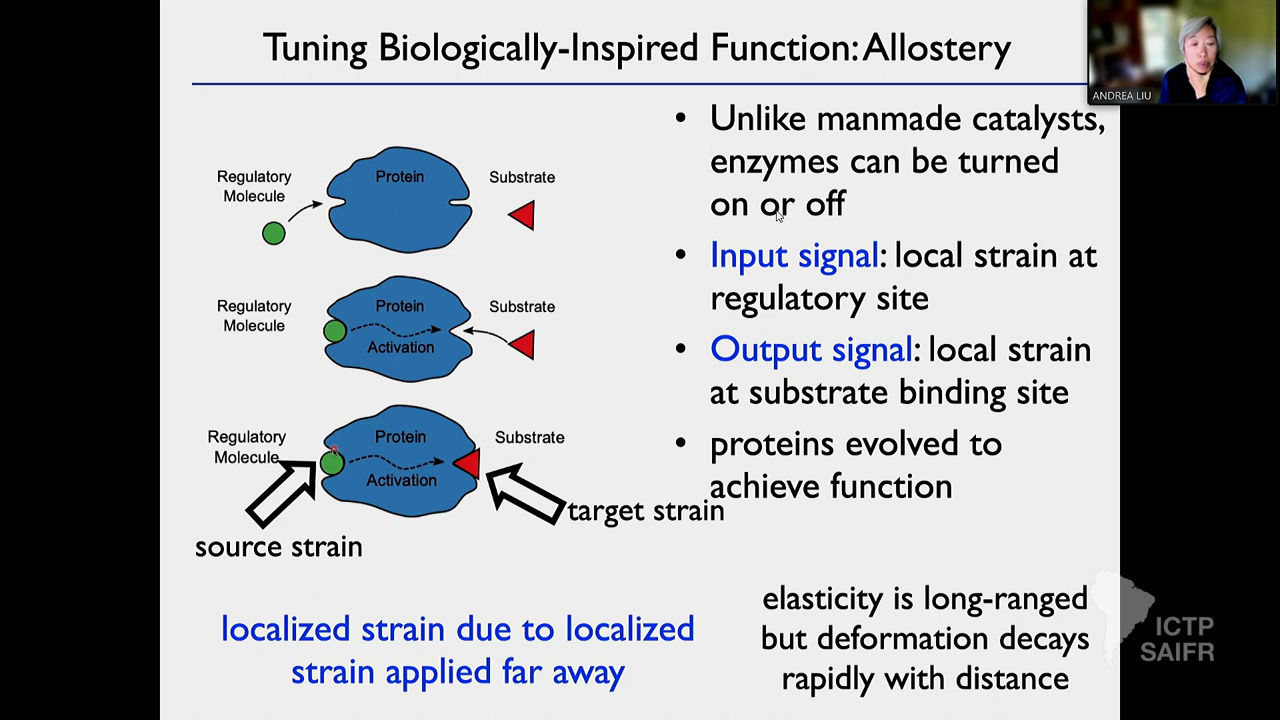 Tuning Biologically-Inspired Function: Allostery
ANDREA LIU
Regulatory
Molecule
Protein
Substrate
Regulatory
Molecule
Protein
Activation
Substrate
Regulatory
Molecule
Protein
Activation
Substrate
source strain
target strain
• Unlike manmade catalysts,
enzymes can be turned
on or off
• Input signal: local strain at
regulatory site
• Output signal: local strain
at substrate binding site
• proteins evolved to
achieve function
localized strain due to localized
strain applied far away
elasticity is long-ranged
but deformation decays
rapidly with distance
ICTP
SAIFR